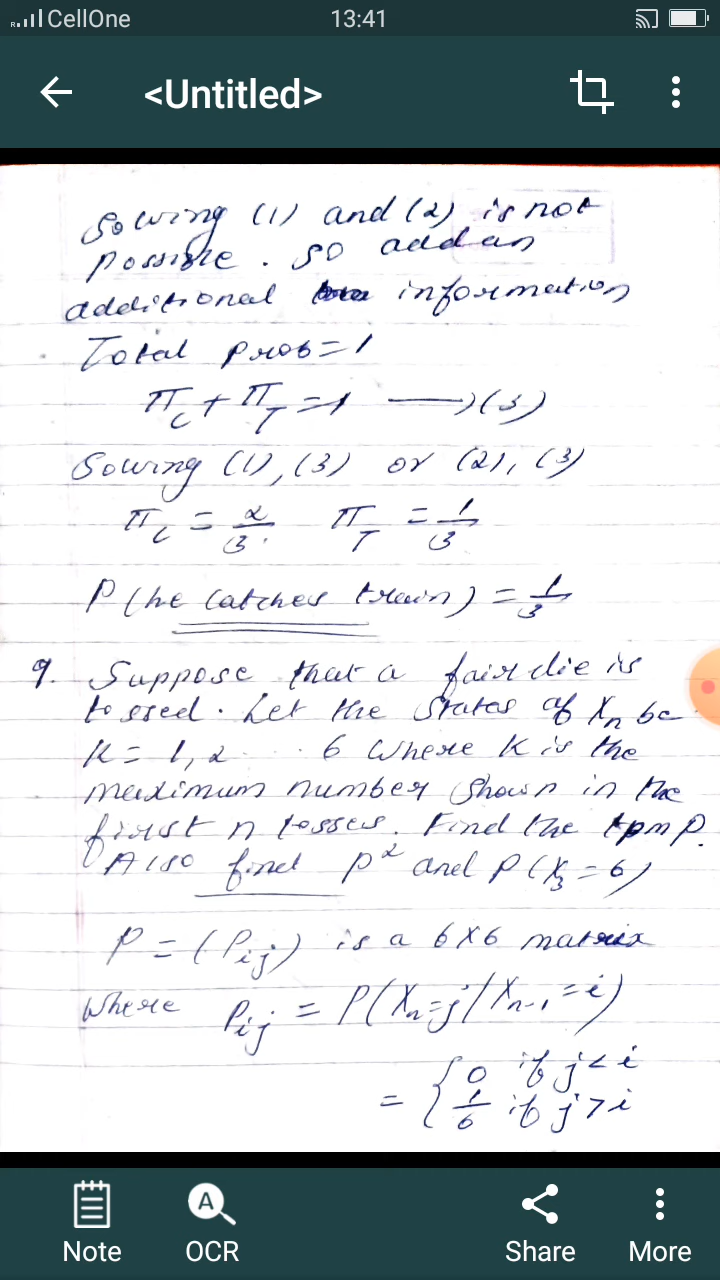 CellOne
13:41
<Untitled>
Solving (1) and (2) is not
possible. So add an
additional information
Total prob = 1
π_C + π_T = 1 ⟶ (3)
Solving (1), (3) or (2), (3)
π_C = 2/3. π_T = 1/3
P (he catches train) = 1/3
9. Suppose that a fair die is
tossed. Let the states of X_n be
K = 1, 2 ... 6 where K is the
maximum number shown in the
first n tosses. Find the tpm P.
Also find P² and P(X_3 = 6)
P = (P_ij) is a 6x6 matrix
where P_ij = P(X_n = j / X_n-1 = i)
= { 0 if j < i
1/6 if j > i
Note
OCR
Share
More